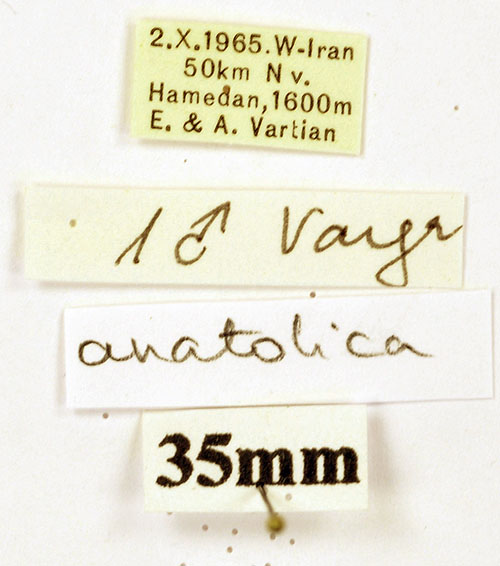 2.X.1965.W-Iran
50km N v.
Hamedan,1600m
E. & A. Vartian
1 ♂ Varga
anatolica
35mm